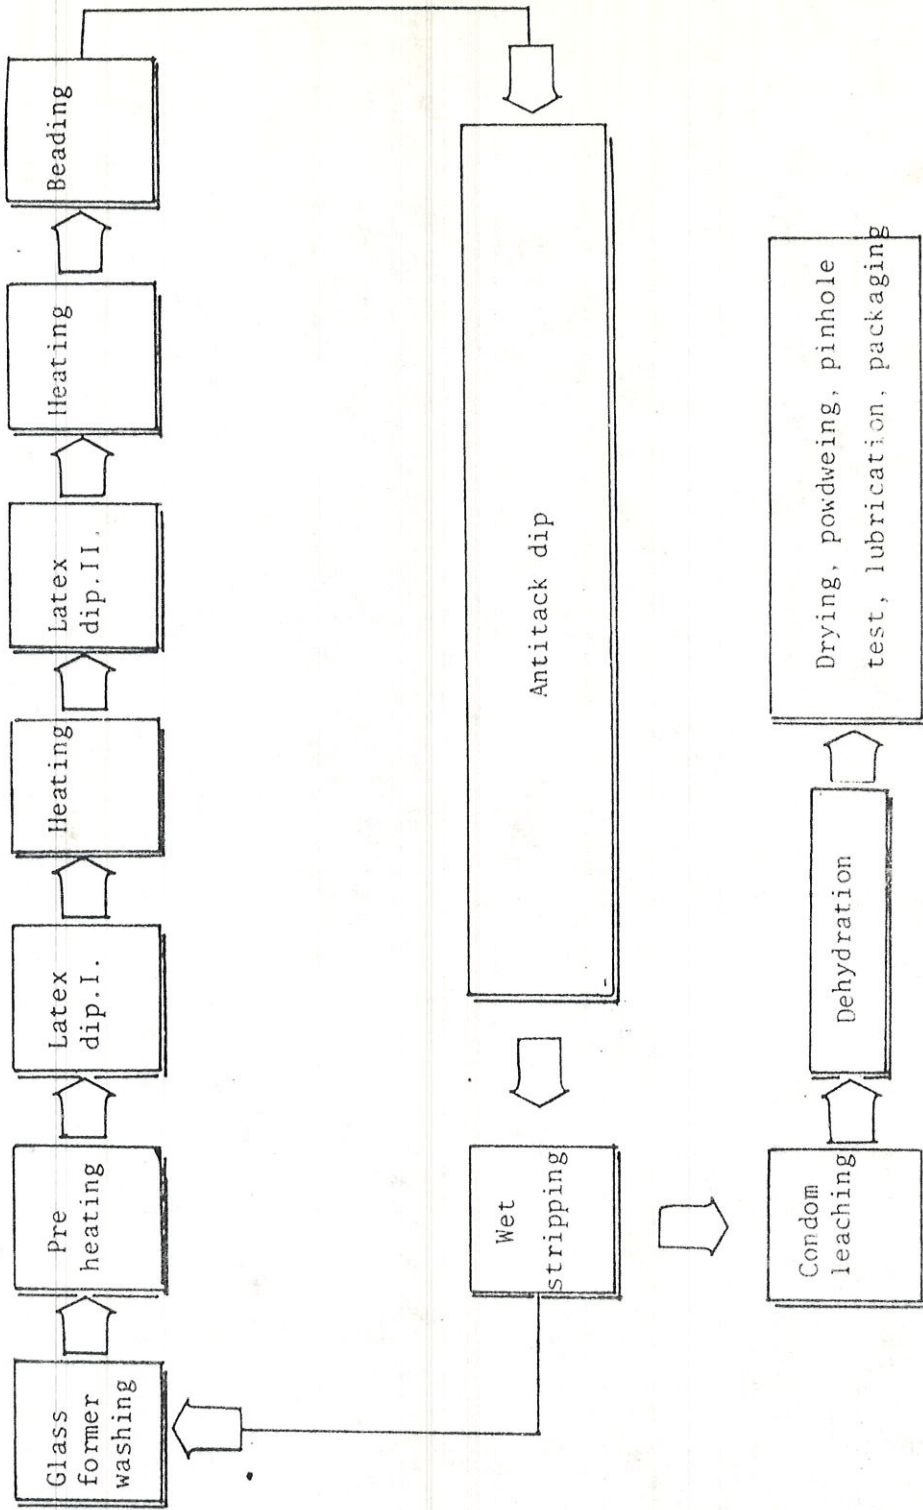 Glass
former
washing
Pre
heating
Latex
dip.I.
Heating
Latex
dip.II.
Heating
Beading
Antitack dip
Wet
stripping
Condom
leaching
Dehydration
Drying, powdweing, pinhole
test, lubrication, packaging